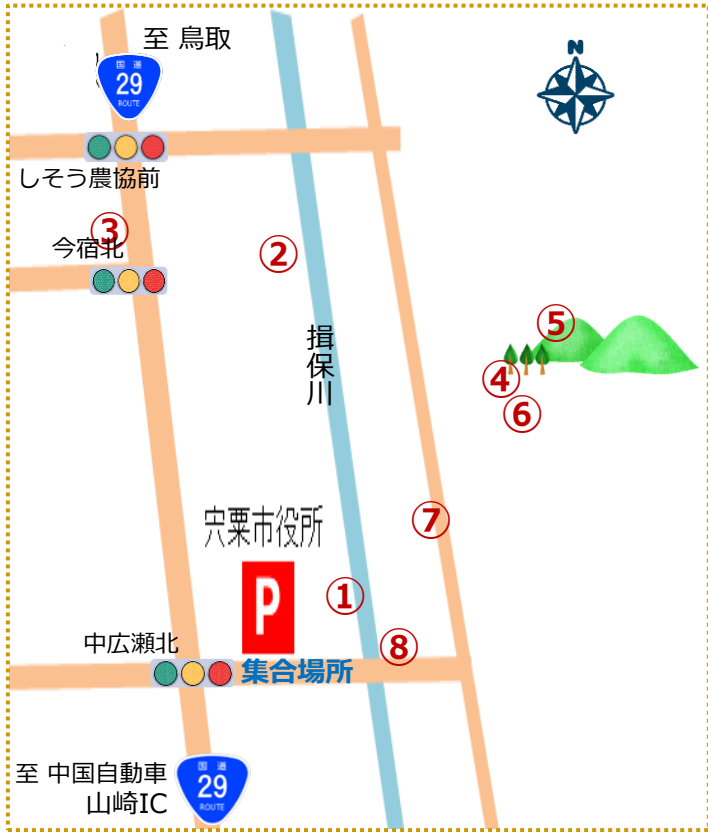 至 鳥取
N
国道
29
ROUTE
しそう農協前
③
今宿北
②
揖保川
⑤
④
⑥
⑦
宍粟市役所
P
①
⑧
中広瀬北
集合場所
至 中国自動車
山崎IC
国道
29
ROUTE